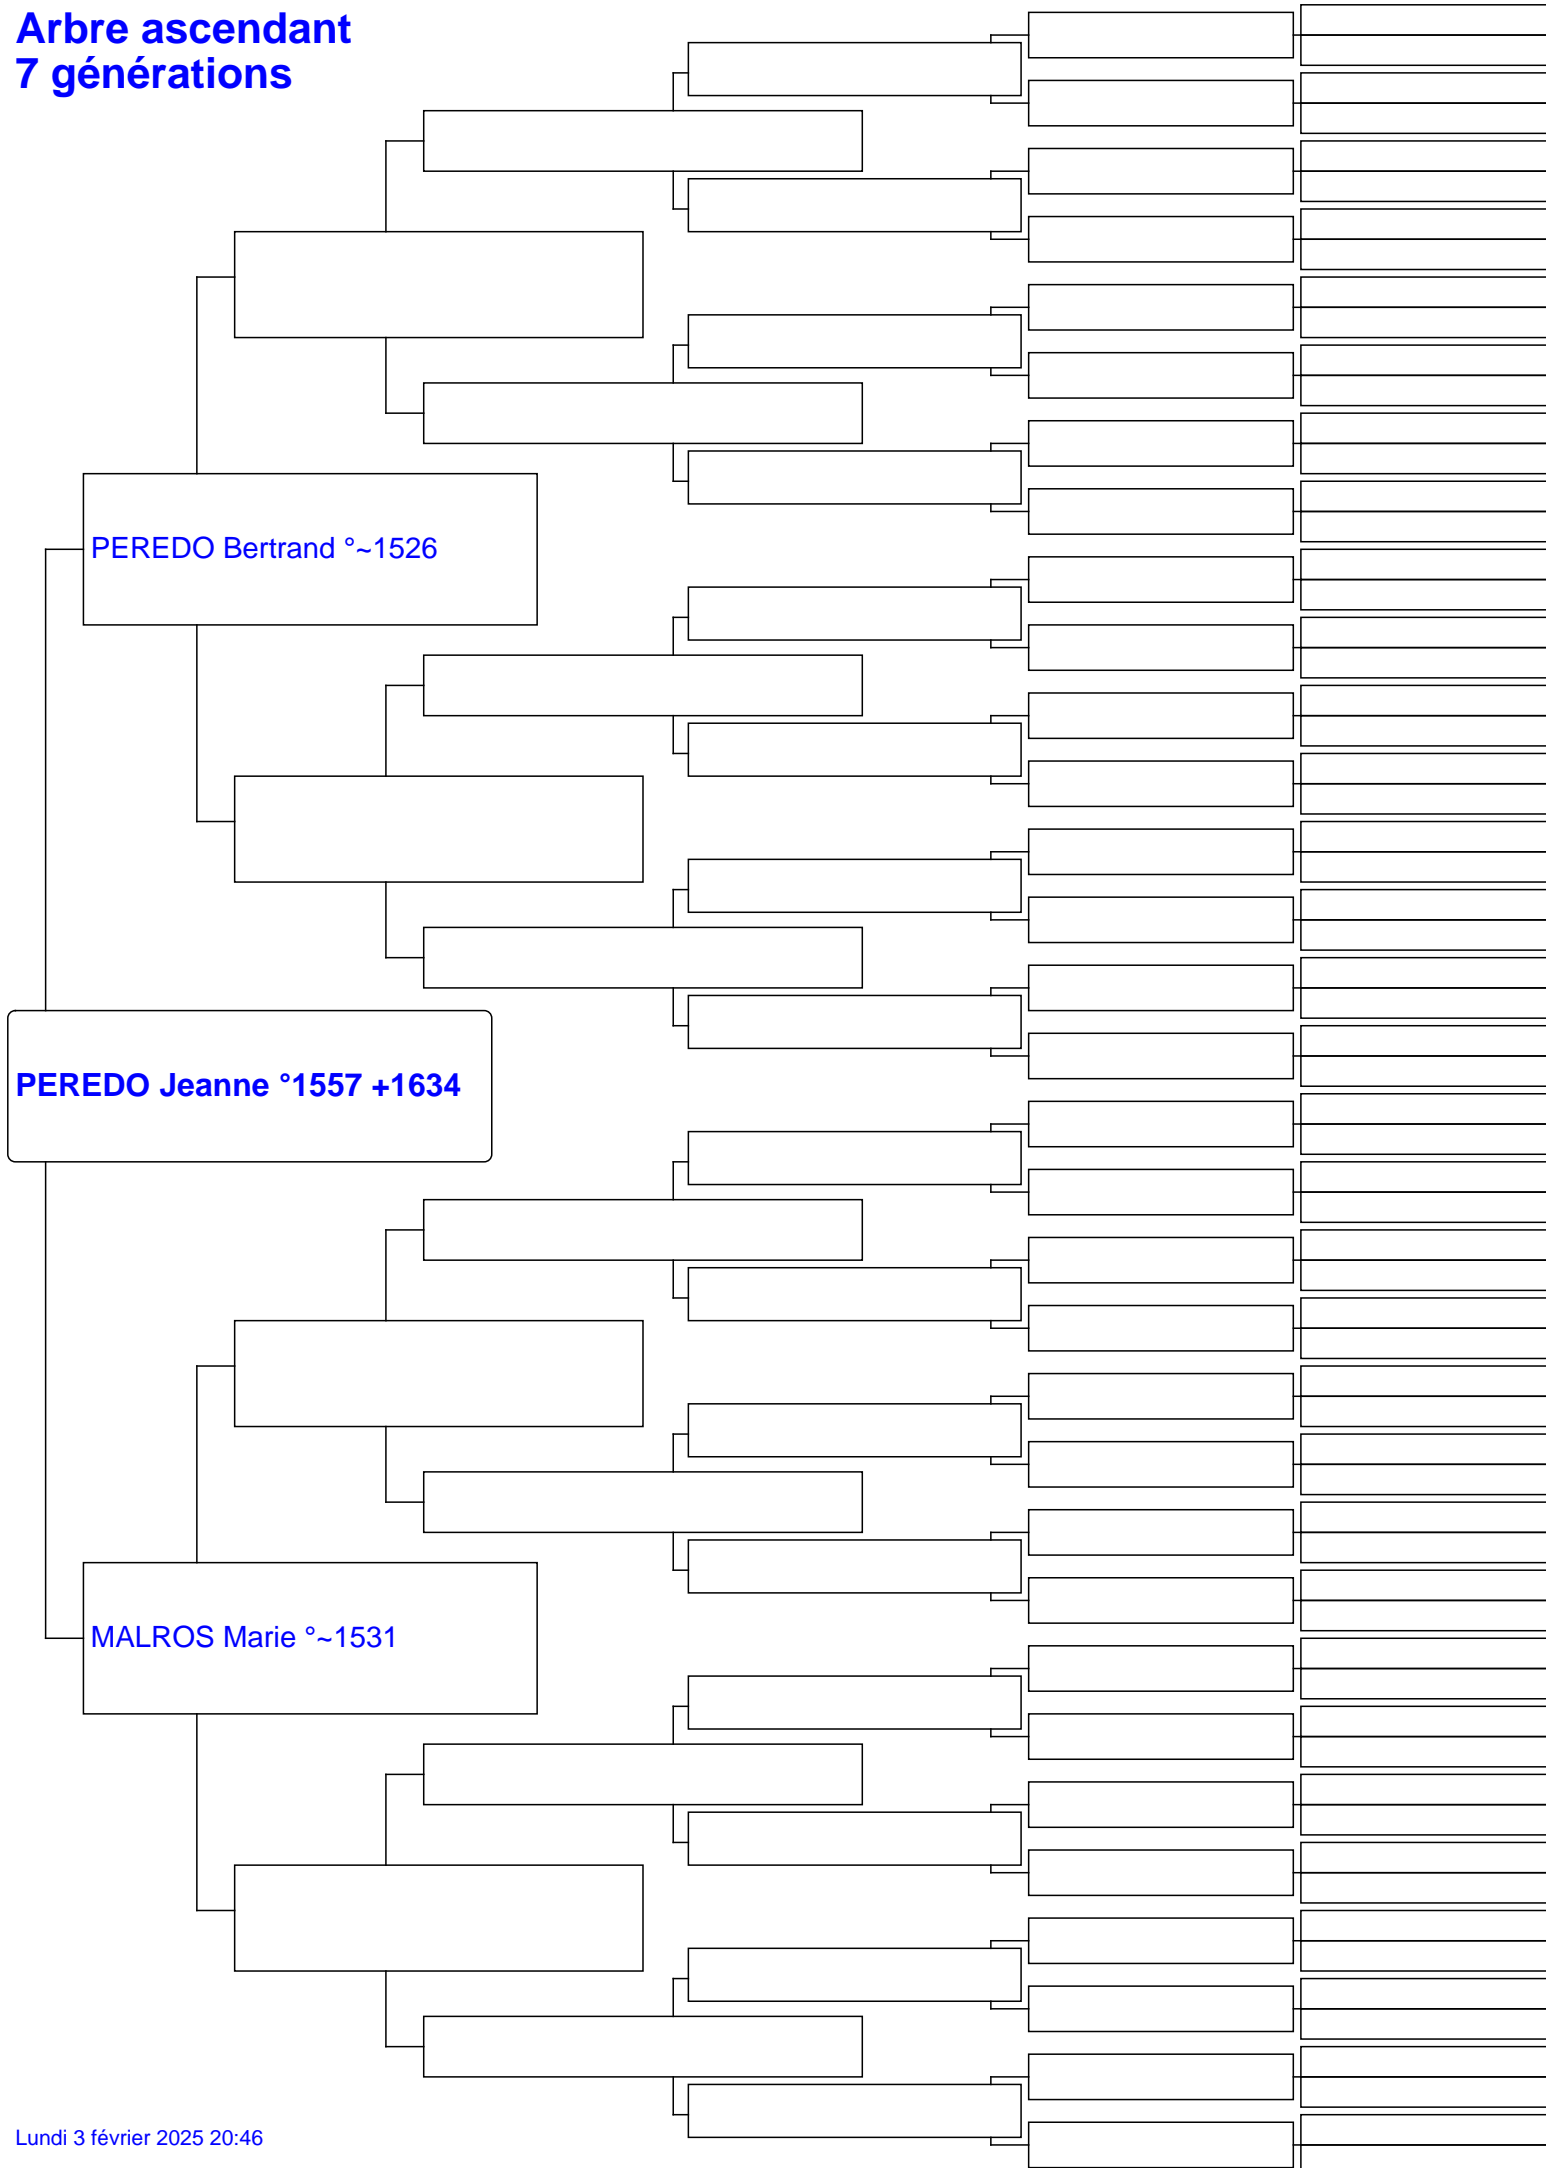 Arbre ascendant
7 générations
PEREDO Bertrand °~1526
PEREDO Jeanne °1557 +1634
MALROS Marie °~1531
Lundi 3 février 2025 20:46